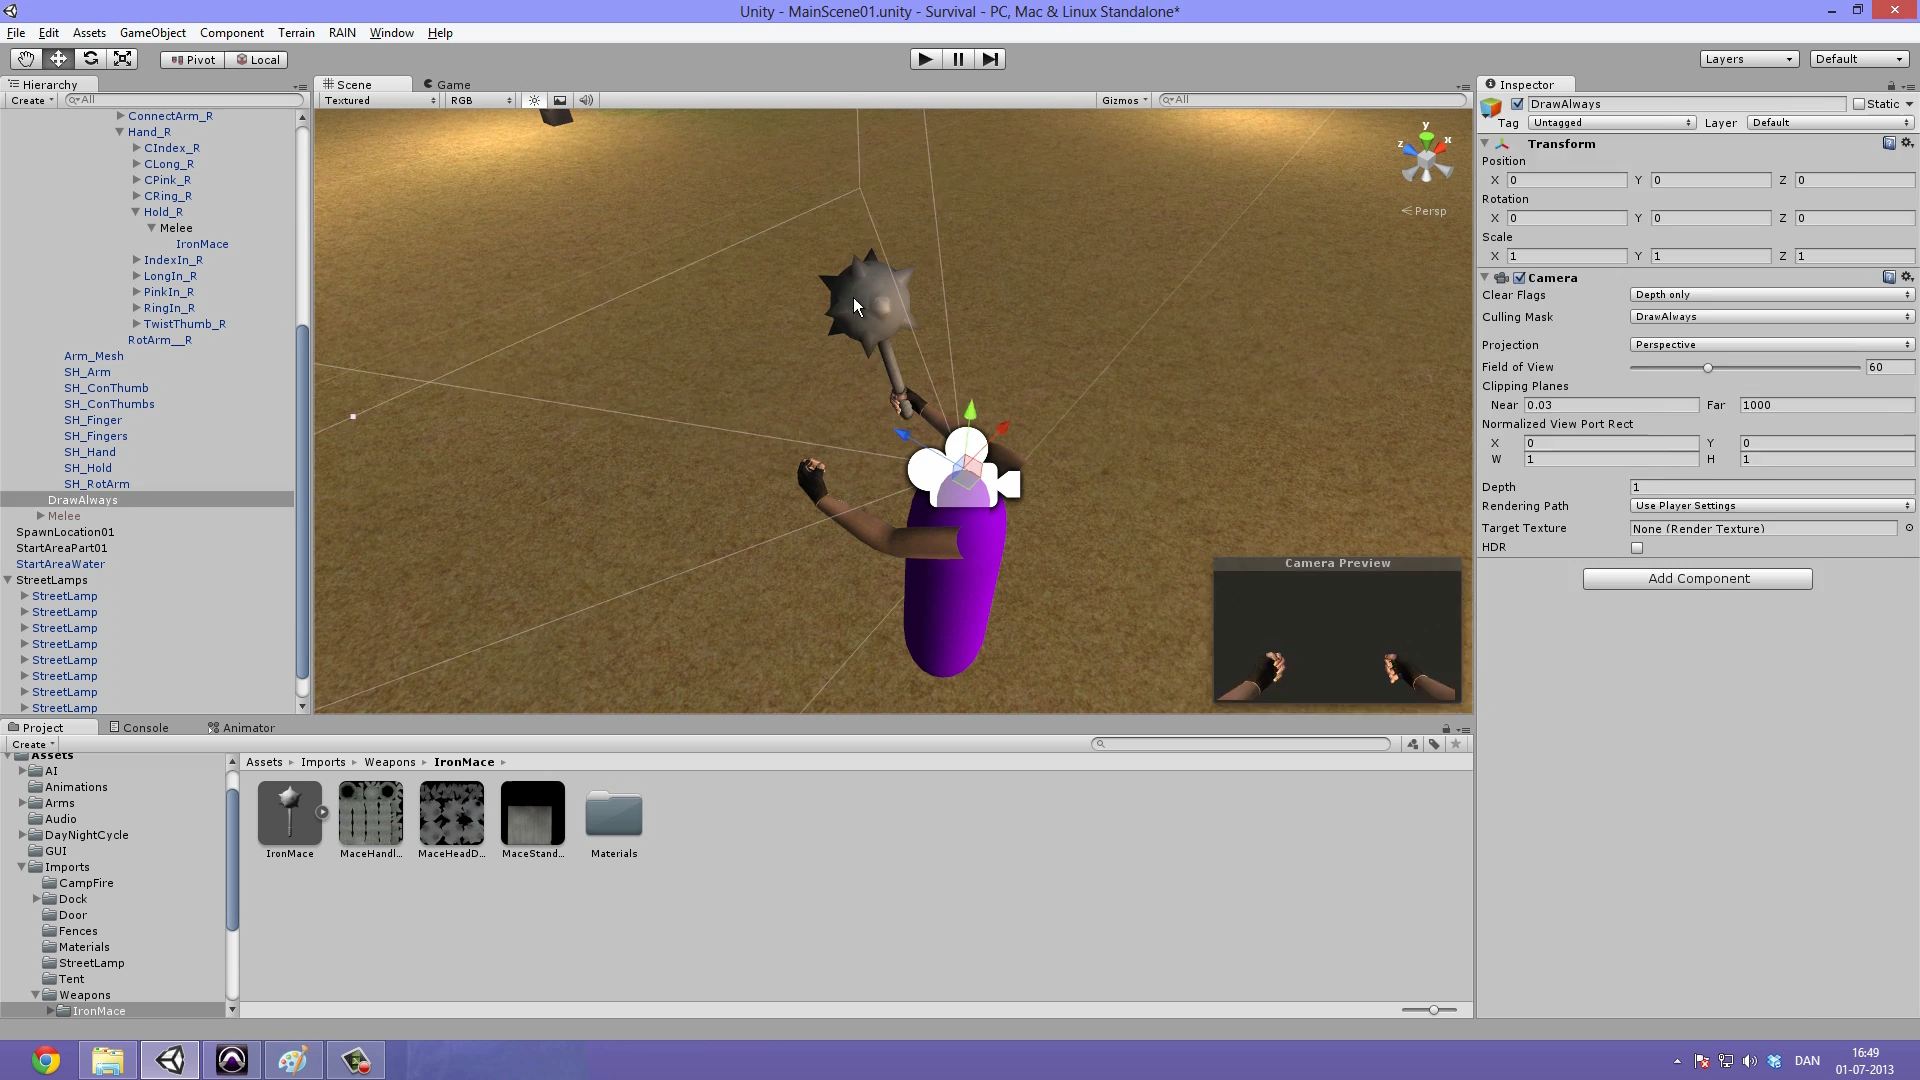 Unity - MainScene01.unity - Survival - PC, Mac & Linux Standalone*
File Edit Assets GameObject Component Terrain RAIN Window Help
Pivot Local Layers Default
Hierarchy
Create All
ConnectArm_R
Hand_R
CIndex_R
CLong_R
CPink_R
CRing_R
Hold_R
Melee
IronMace
IndexIn_R
LongIn_R
PinkIn_R
RingIn_R
TwistThumb_R
RotArm__R
Arm_Mesh
SH_Arm
SH_ConThumb
SH_ConThumbs
SH_Finger
SH_Fingers
SH_Hand
SH_Hold
SH_RotArm
DrawAlways
Melee
SpawnLocation01
StartAreaPart01
StartAreaWater
StreetLamps
StreetLamp
StreetLamp
StreetLamp
StreetLamp
StreetLamp
StreetLamp
StreetLamp
StreetLamp
Scene Game
Textured RGB Gizmos All
y
z x
Persp
Camera Preview
Inspector
DrawAlways Static
Tag Untagged Layer Default
Transform
Position
X 0 Y 0 Z 0
Rotation
X 0 Y 0 Z 0
Scale
X 1 Y 1 Z 1
Camera
Clear Flags Depth only
Culling Mask DrawAlways
Projection Perspective
Field of View 60
Clipping Planes
Near 0.03 Far 1000
Normalized View Port Rect
X 0 Y 0
W 1 H 1
Depth 1
Rendering Path Use Player Settings
Target Texture None (Render Texture)
HDR
Add Component
Project Console Animator
Create
Assets
AI
Animations
Arms
Audio
DayNightCycle
GUI
Imports
CampFire
Dock
Door
Fences
Materials
StreetLamp
Tent
Weapons
IronMace
Assets Imports Weapons IronMace
IronMace MaceHandl... MaceHeadD... MaceStand... Materials
DAN
16:49
01-07-2013